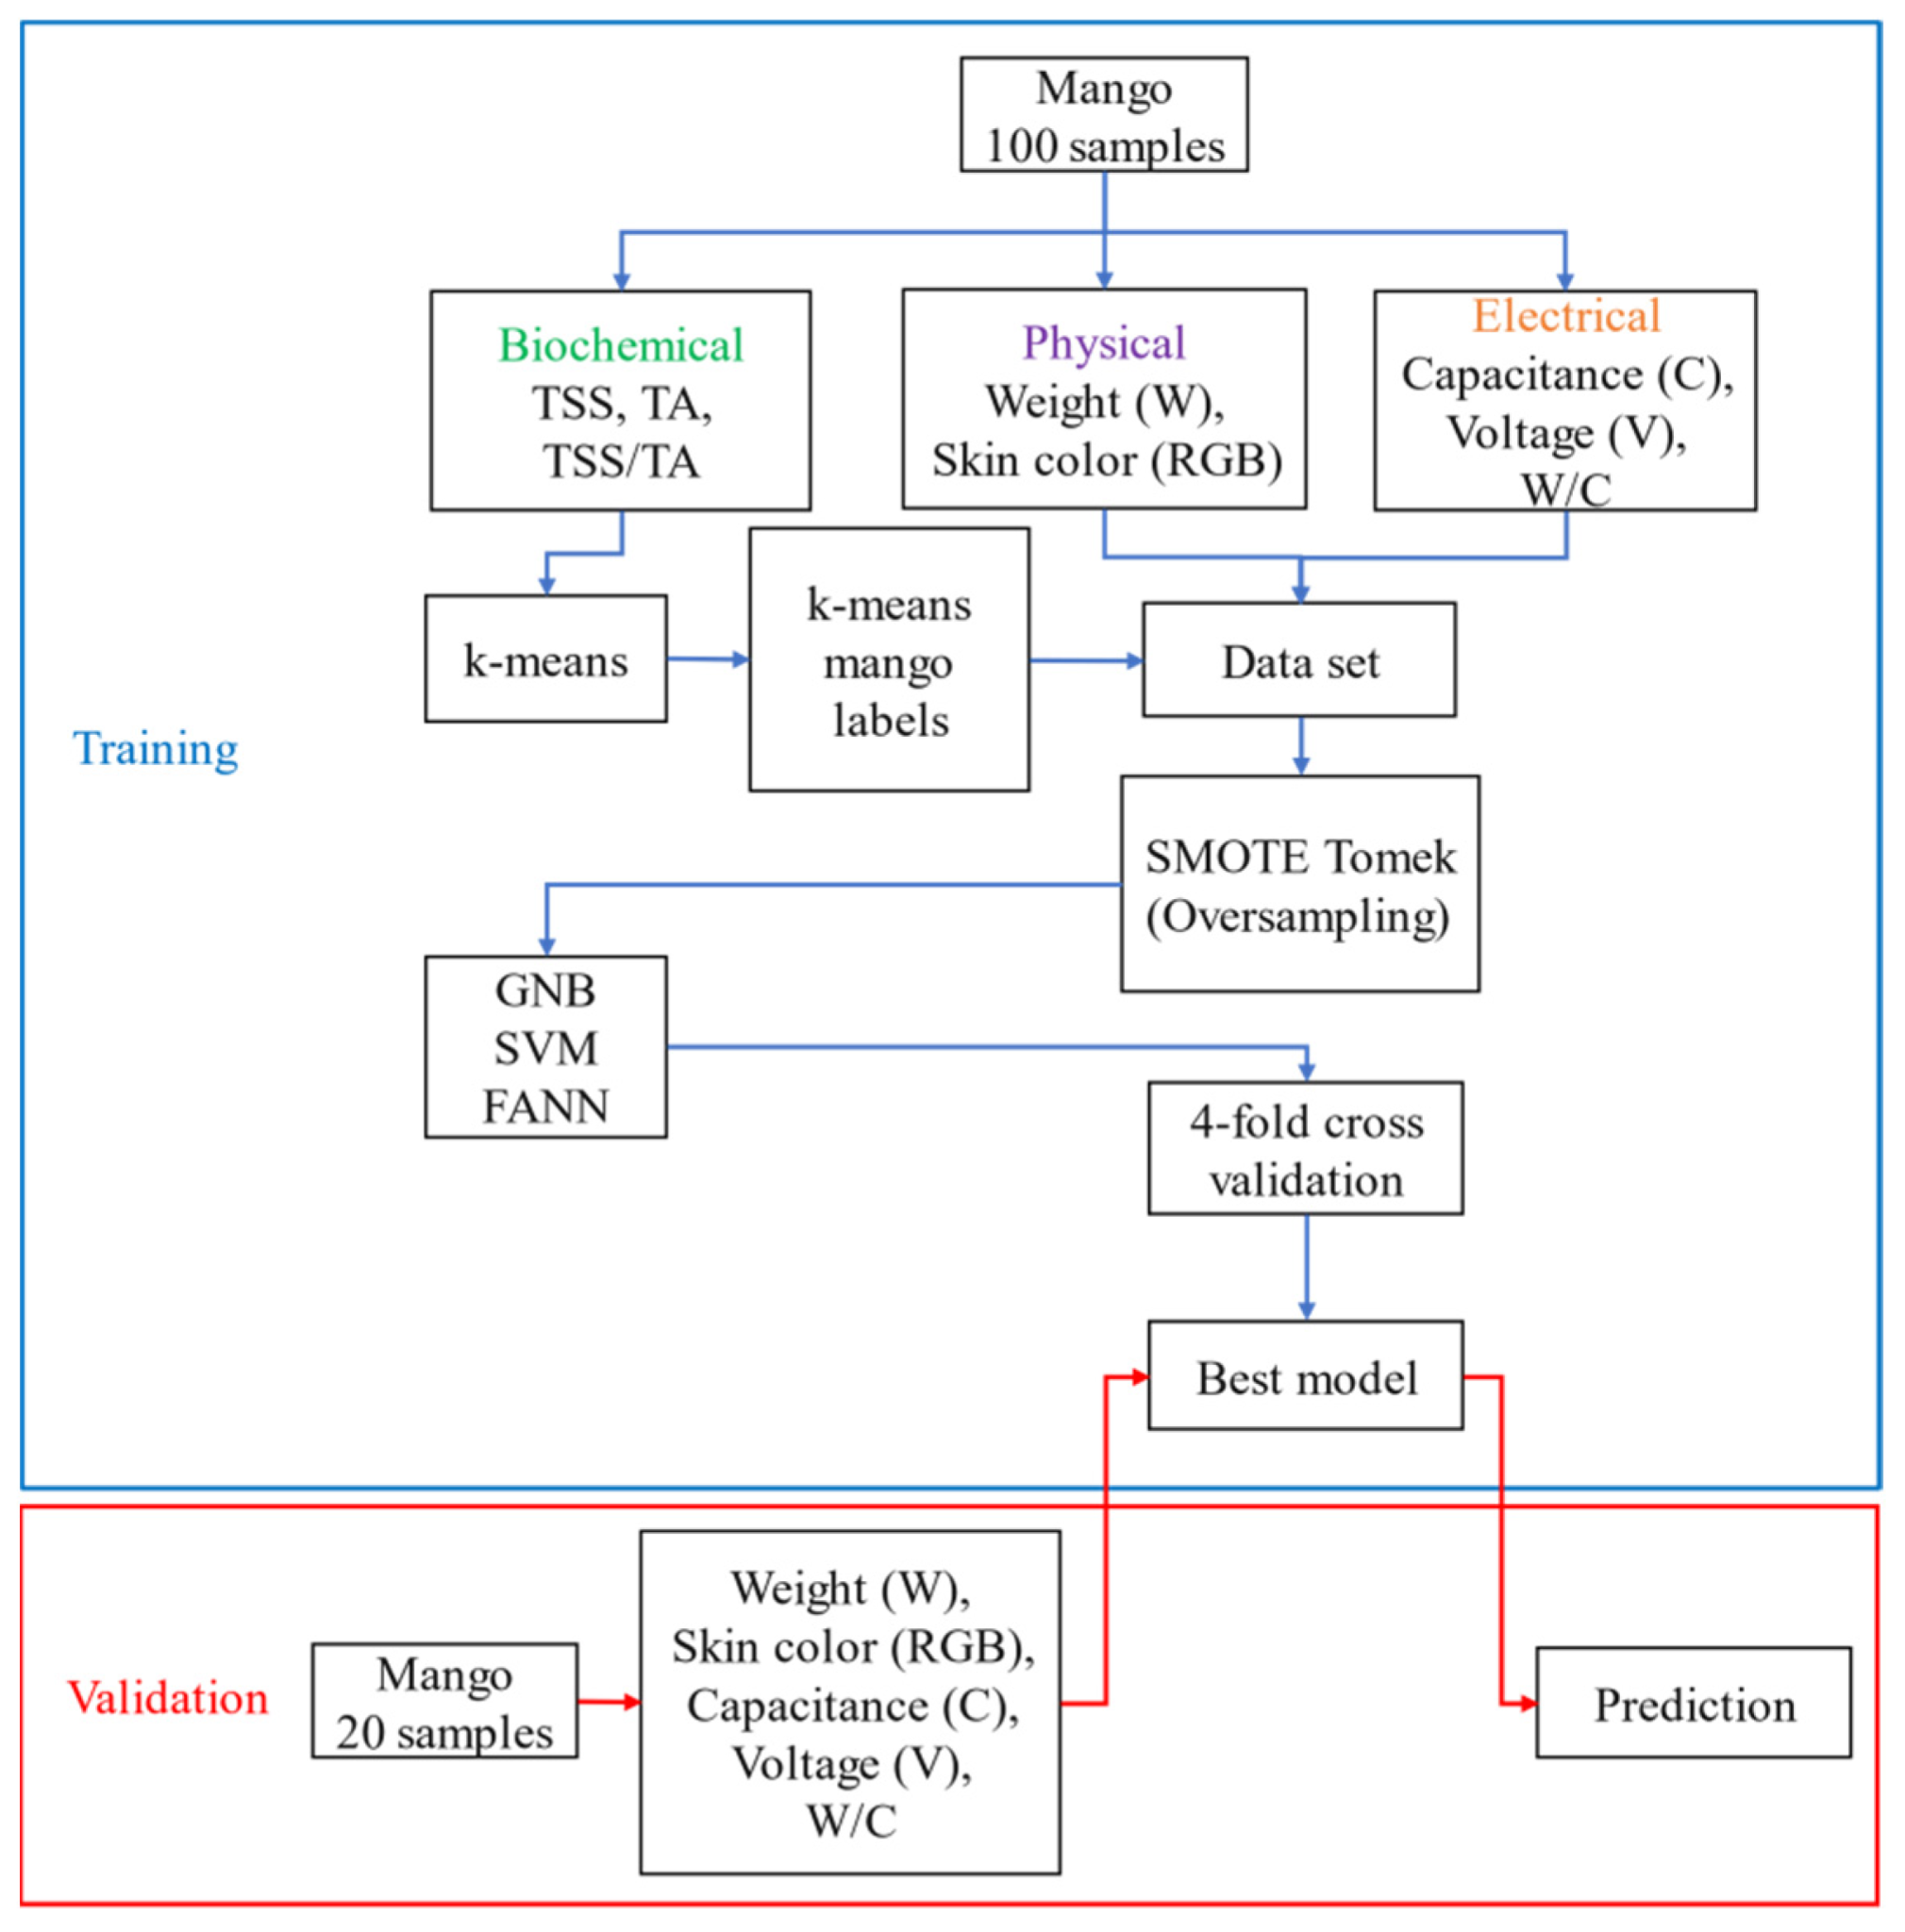 Mango
100 samples
Biochemical
TSS, TA,
TSS/TA
Physical
Weight (W),
Skin color (RGB)
Electrical
Capacitance (C),
Voltage (V),
W/C
k-means
k-means
mango
labels
Data set
Training
SMOTE Tomek
(Oversampling)
GNB
SVM
FANN
4-fold cross
validation
Best model
Validation
Mango
20 samples
Weight (W),
Skin color (RGB),
Capacitance (C),
Voltage (V),
W/C
Prediction